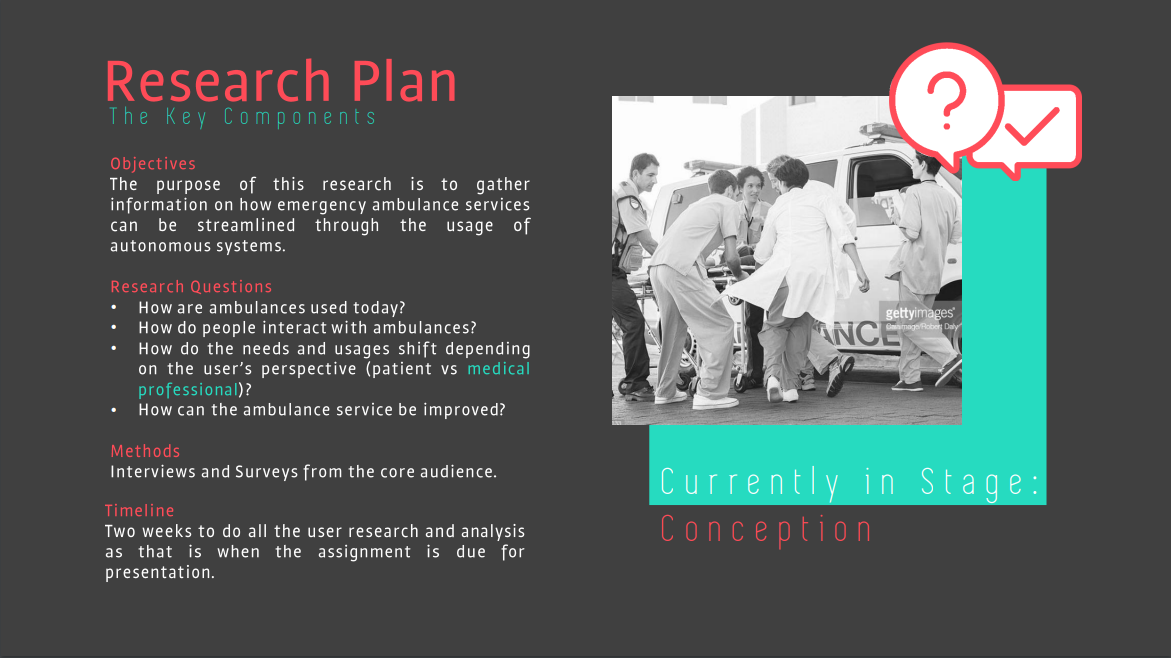 Research Plan
The Key Components
Objectives
The purpose of this research is to gather
information on how emergency ambulance services
can be streamlined through the usage of
autonomous systems.
Research Questions
• How are ambulances used today?
• How do people interact with ambulances?
• How do the needs and usages shift depending
on the user's perspective (patient vs medical
professional)?
• How can the ambulance service be improved?
Methods
Interviews and Surveys from the core audience.
Timeline
Two weeks to do all the user research and analysis
as that is when the assignment is due for
presentation.
?
gettyimages
Caiaimage/Robert Daly
ANCE
Currently in Stage:
Conception